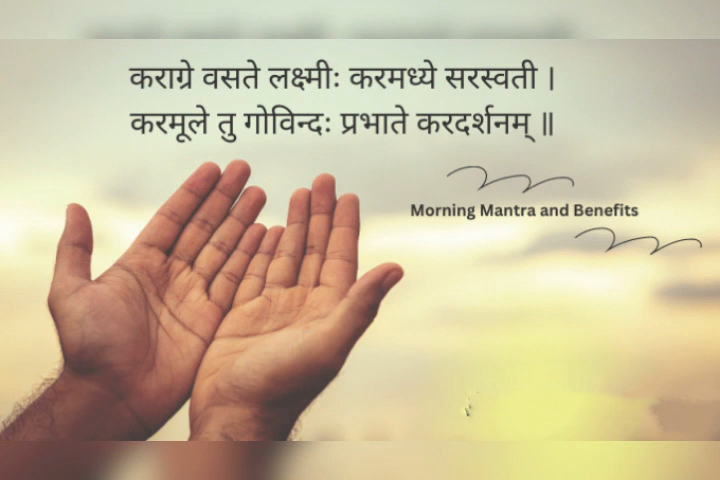 कराग्रे वसते लक्ष्मीः करमध्ये सरस्वती ।
करमूले तु गोविन्दः प्रभाते करदर्शनम् ॥
Morning Mantra and Benefits